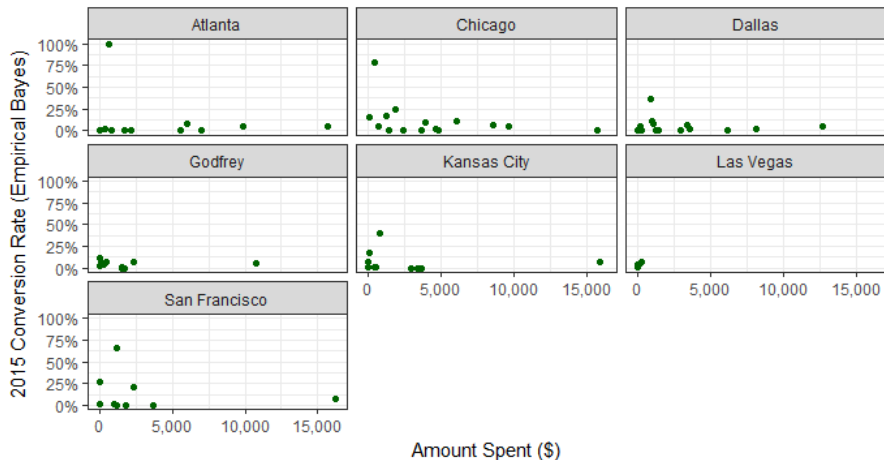 Atlanta Chicago Dallas
100%
75%
50%
25%
0%
Godfrey Kansas City Las Vegas
100%
75%
50%
25%
0%
0 5,000 10,000 15,000 0 5,000 10,000 15,000
San Francisco
100%
75%
50%
25%
0%
0 5,000 10,000 15,000
Amount Spent ($)
2015 Conversion Rate (Empirical Bayes)